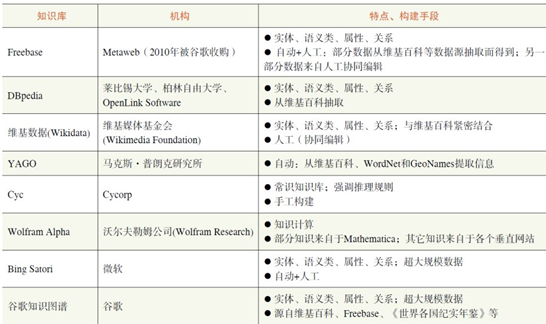 知识库 机构 特点、构建手段
Freebase Metaweb（2010年被谷歌收购） ● 实体、语义类、属性、关系
● 自动+人工：部分数据从维基百科等数据源抽取而得到；另一
部分数据来自人工协同编辑
DBpedia 莱比锡大学、柏林自由大学、
OpenLink Software
● 实体、语义类、属性、关系
● 从维基百科抽取
维基数据(Wikidata) 维基媒体基金会
(Wikimedia Foundation)
● 实体、语义类、属性、关系；与维基百科紧密结合
● 人工（协同编辑）
YAGO 马克斯·普朗克研究所 ● 自动：从维基百科、WordNet和GeoNames提取信息
Cyc Cycorp ● 常识知识库；强调推理规则
● 手工构建
Wolfram Alpha 沃尔夫勒姆公司(Wolfram Research) ● 知识计算
● 部分知识来自于Mathematica；其它知识来自于各个垂直网站
Bing Satori 微软 ● 实体、语义类、属性、关系；超大规模数据
● 自动+人工
谷歌知识图谱 谷歌 ● 实体、语义类、属性、关系；超大规模数据
● 源自维基百科、Freebase、《世界各国纪实年鉴》等